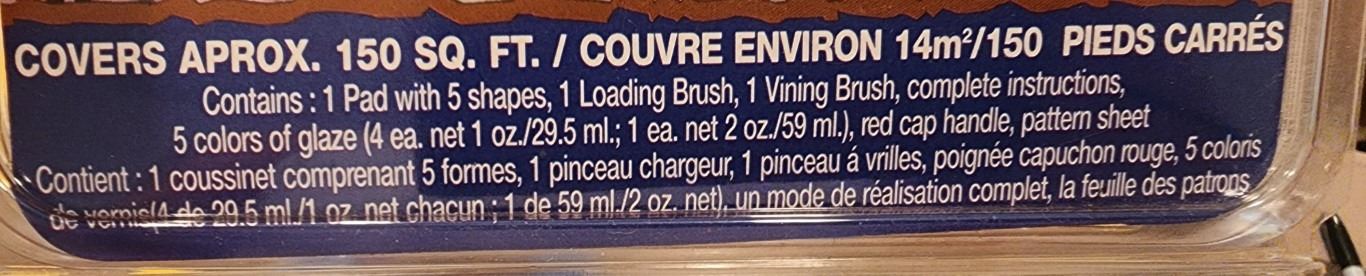 COVERS APROX. 150 SQ. FT. / COUVRE ENVIRON 14m²/150 PIEDS CARRÉS
Contains : 1 Pad with 5 shapes, 1 Loading Brush, 1 Vining Brush, complete instructions,
5 colors of glaze (4 ea. net 1 oz./29.5 ml.; 1 ea. net 2 oz./59 ml.), red cap handle, pattern sheet
Contient : 1 coussinet comprenant 5 formes, 1 pinceau chargeur, 1 pinceau á vrilles, poignée capuchon rouge, 5 coloris
de vernis(4 de 29.5 ml./1 oz. net chacun ; 1 de 59 ml./2 oz. net), un mode de réalisation complet, la feuille des patrons